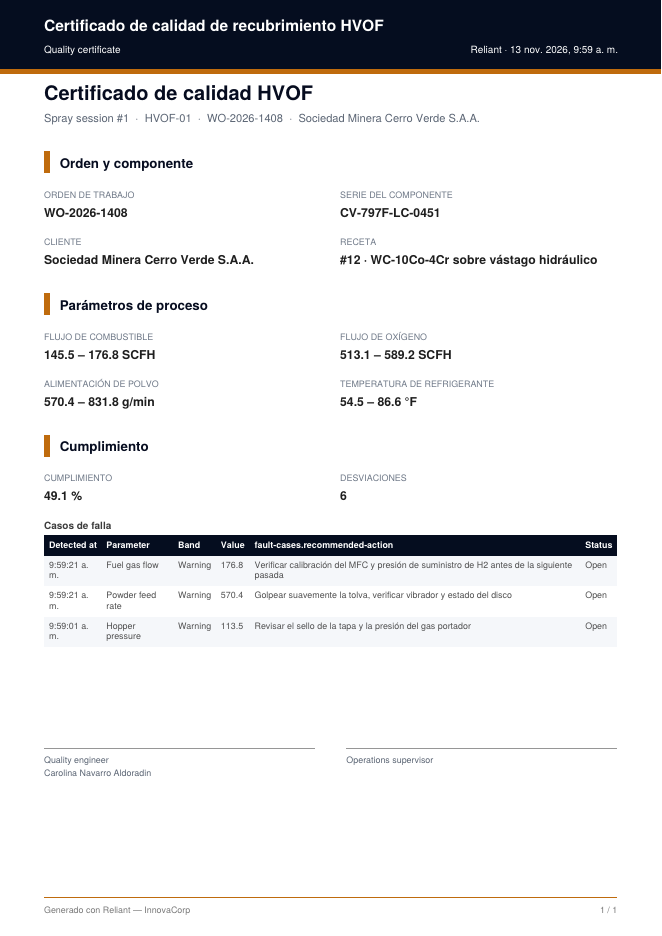 Certificado de calidad de recubrimiento HVOF
Quality certificate
Reliant · 13 nov. 2026, 9:59 a. m.
Certificado de calidad HVOF
Spray session #1 · HVOF-01 · WO-2026-1408 · Sociedad Minera Cerro Verde S.A.A.
Orden y componente
ORDEN DE TRABAJO
WO-2026-1408
SERIE DEL COMPONENTE
CV-797F-LC-0451
CLIENTE
Sociedad Minera Cerro Verde S.A.A.
RECETA
#12 · WC-10Co-4Cr sobre vástago hidráulico
Parámetros de proceso
FLUJO DE COMBUSTIBLE
145.5 – 176.8 SCFH
FLUJO DE OXÍGENO
513.1 – 589.2 SCFH
ALIMENTACIÓN DE POLVO
570.4 – 831.8 g/min
TEMPERATURA DE REFRIGERANTE
54.5 – 86.6 °F
Cumplimiento
CUMPLIMIENTO
49.1 %
DESVIACIONES
6
Casos de falla
Detected at Parameter Band Value fault-cases.recommended-action Status
9:59:21 a. m. Fuel gas flow Warning 176.8 Verificar calibración del MFC y presión de suministro de H2 antes de la siguiente pasada Open
9:59:21 a. m. Powder feed rate Warning 570.4 Golpear suavemente la tolva, verificar vibrador y estado del disco Open
9:59:01 a. m. Hopper pressure Warning 113.5 Revisar el sello de la tapa y la presión del gas portador Open
Quality engineer
Carolina Navarro Aldoradin
Operations supervisor
Generado con Reliant — InnovaCorp
1 / 1